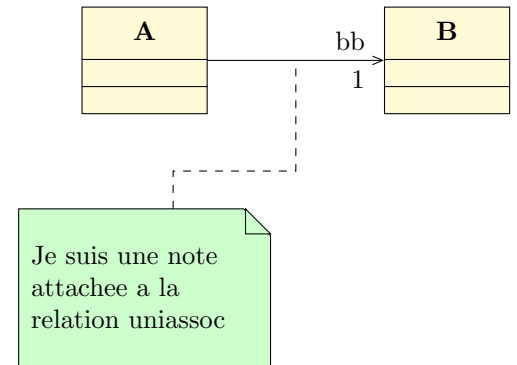 A
bb
B
1
Je suis une note
attachee a la
relation uniassoc